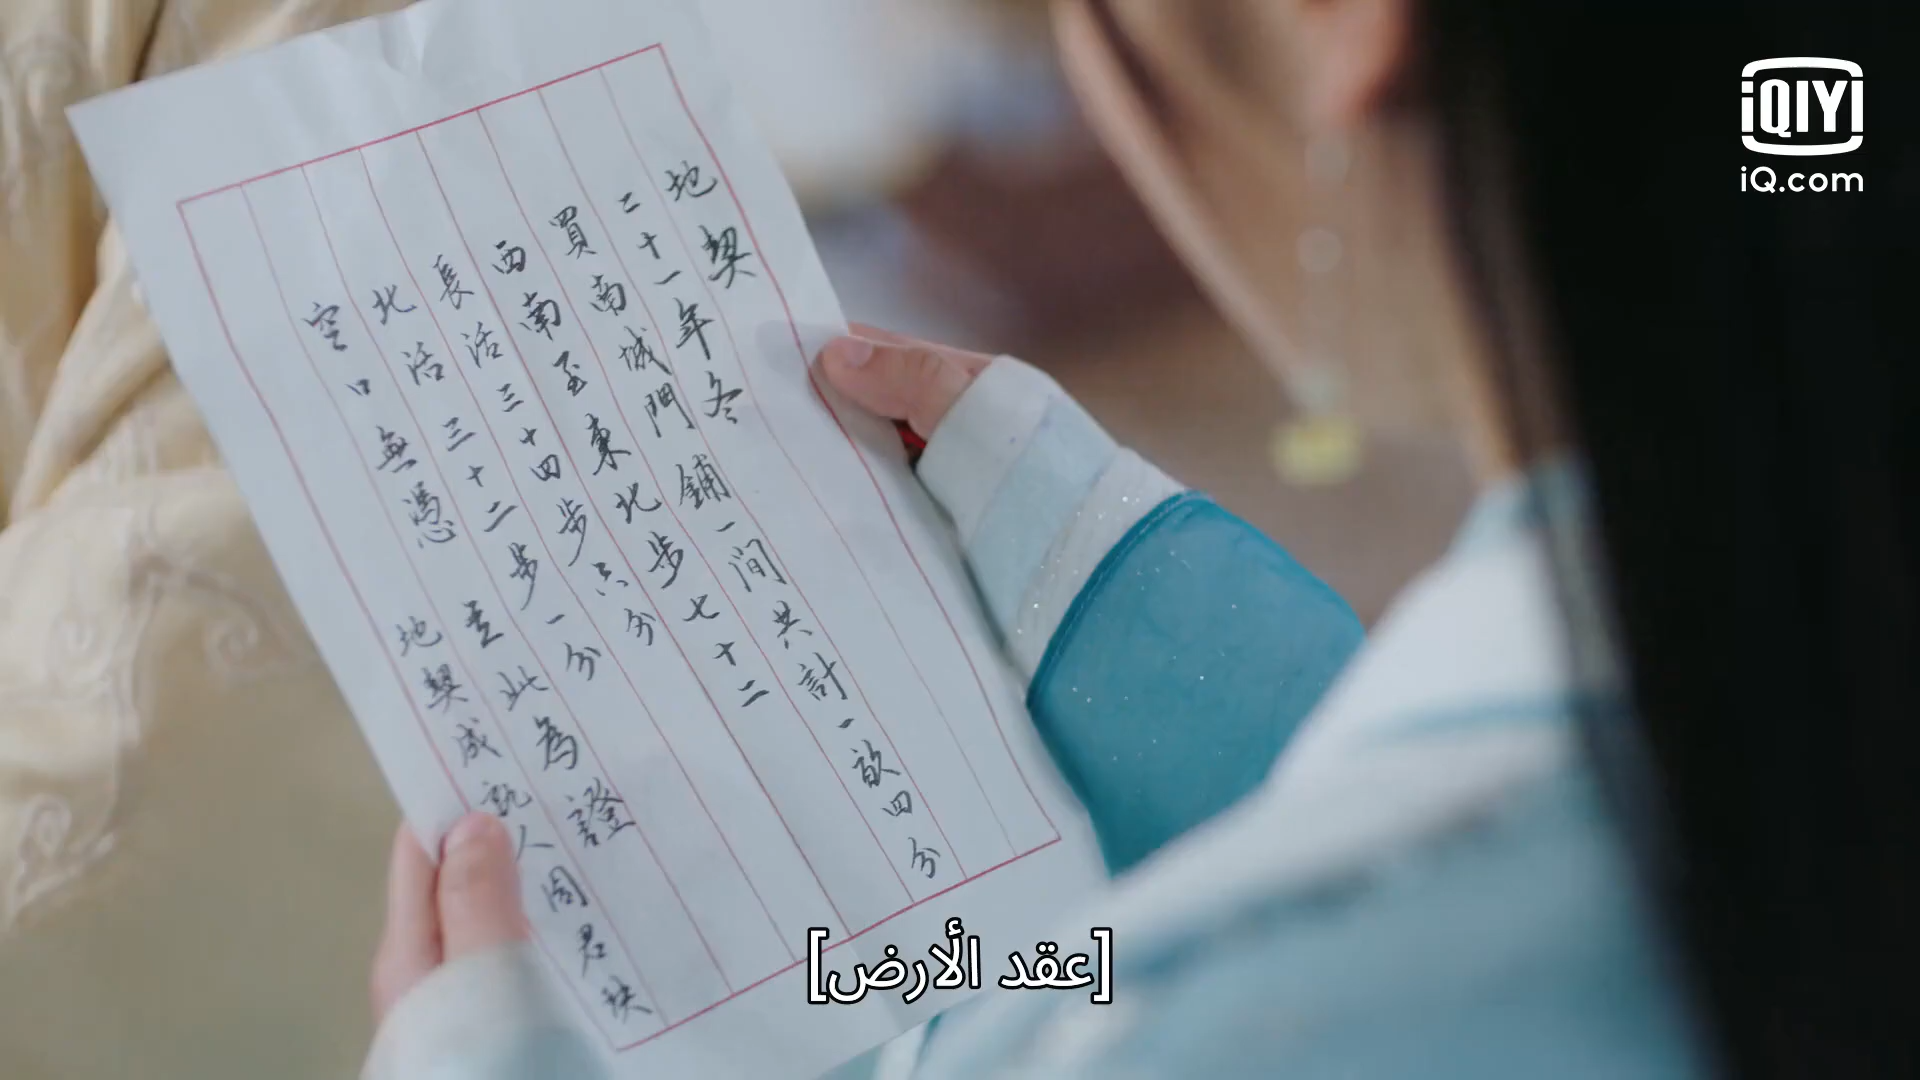 地契
二十一年冬
買南城門鋪一間共計一畝四分
西南至東北步七十二
長活三十四步六分
北活三十二步一分
空口無憑 立此為證
地契成執人周君玦
iQIYI
iQ.com
[عقد الأرض]